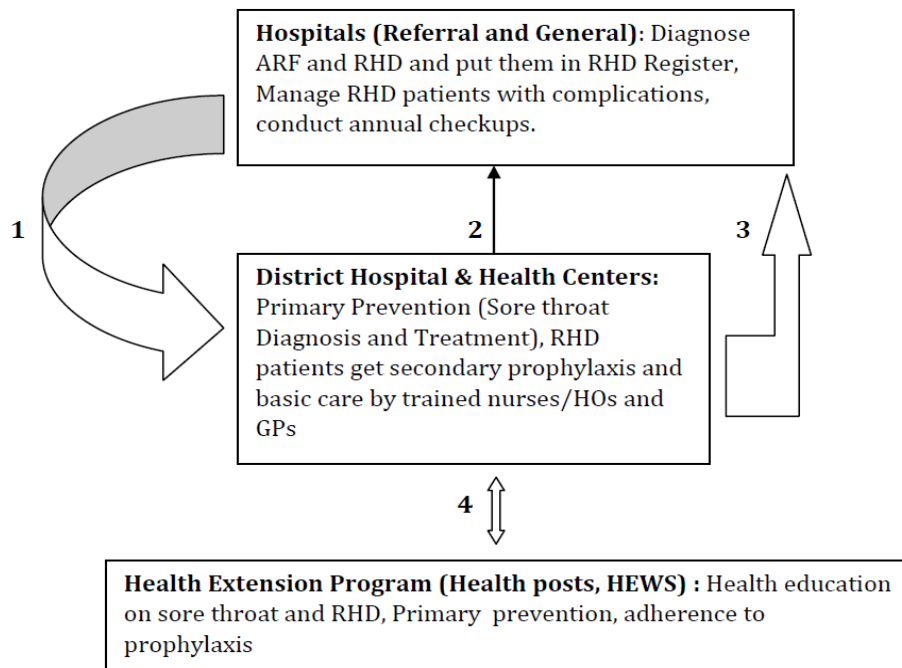 Hospitals (Referral and General): Diagnose
ARF and RHD and put them in RHD Register,
Manage RHD patients with complications,
conduct annual checkups.
1
2
3
District Hospital & Health Centers:
Primary Prevention (Sore throat
Diagnosis and Treatment), RHD
patients get secondary prophylaxis and
basic care by trained nurses/HOs and
GPs
4
Health Extension Program (Health posts, HEWS) : Health education
on sore throat and RHD, Primary prevention, adherence to
prophylaxis